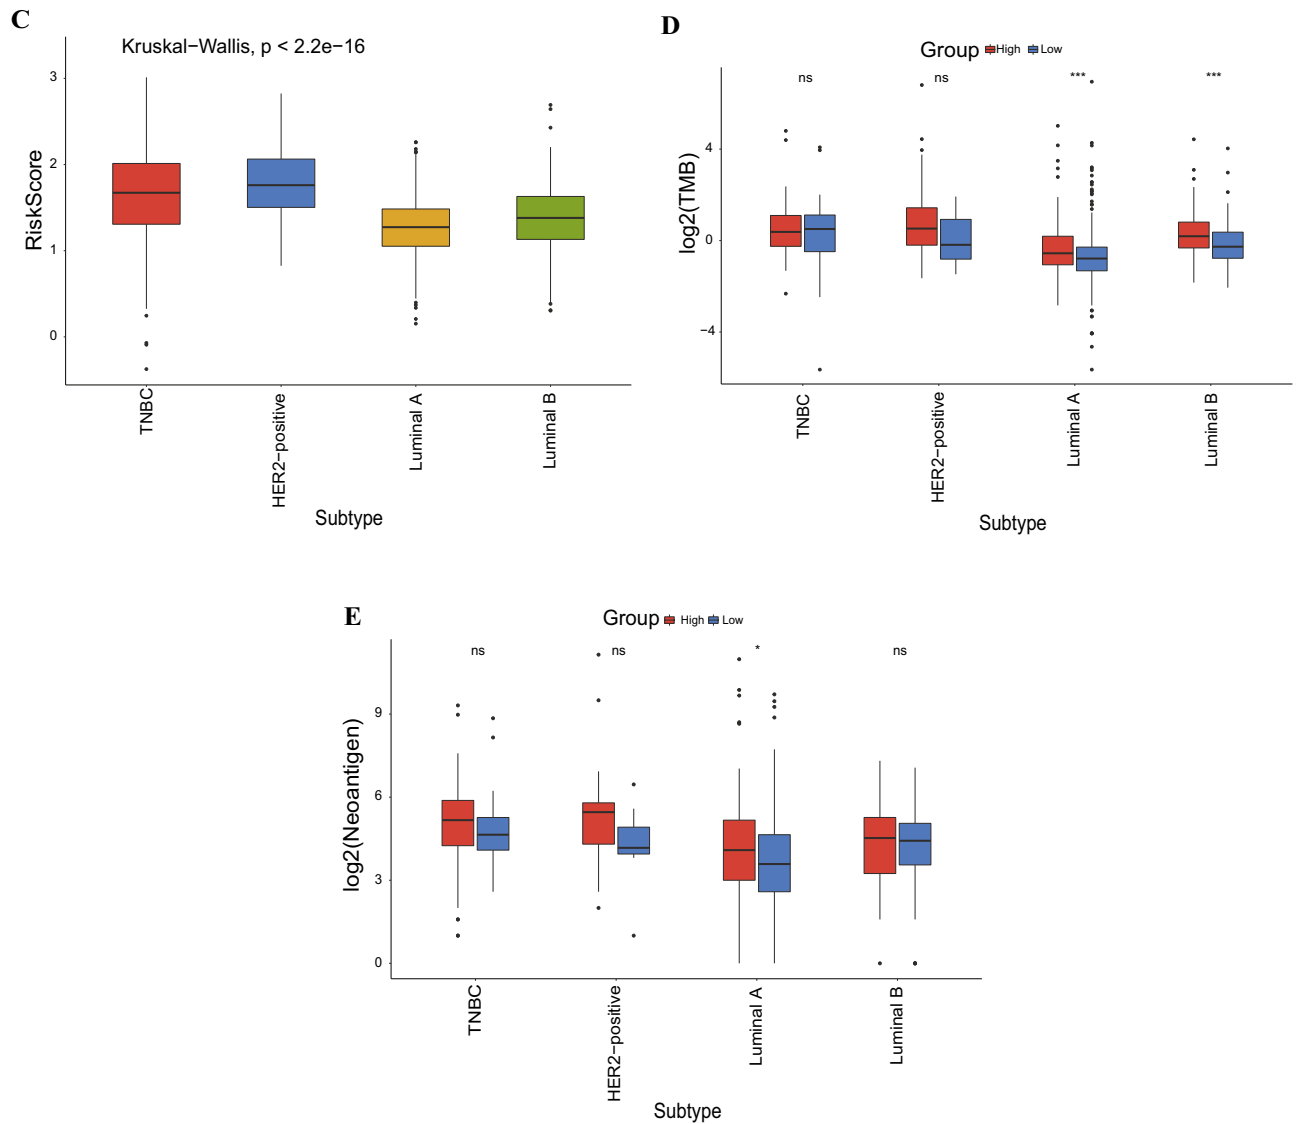 C
Kruskal−Wallis, p < 2.2e−16
RiskScore
3
2
1
0
TNBC
HER2−positive
Luminal A
Luminal B
Subtype
D
Group High Low
ns
ns
***
***
log2(TMB)
4
0
−4
TNBC
HER2−positive
Luminal A
Luminal B
Subtype
E
Group High Low
ns
ns
*
ns
log2(Neoantigen)
9
6
3
0
TNBC
HER2−positive
Luminal A
Luminal B
Subtype